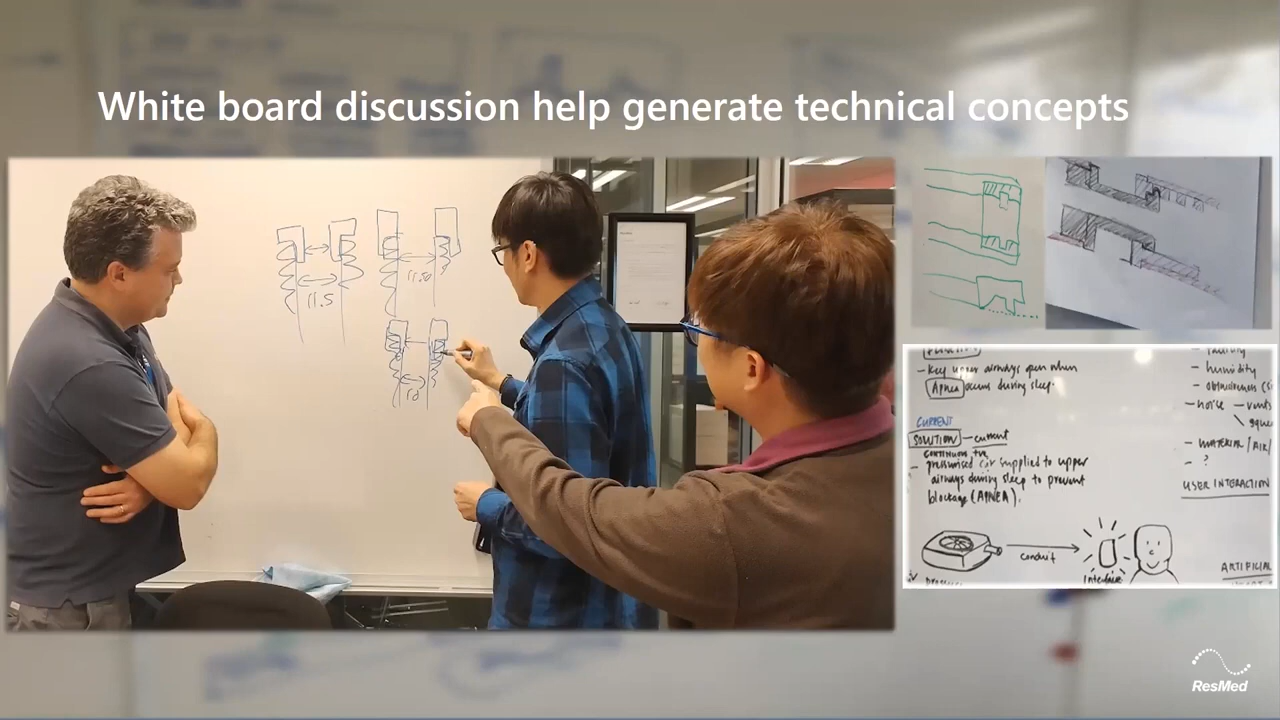 White board discussion help generate technical concepts
11.5
11.50
- Key upper airways open when
Apnea occurs during sleep.
CURRENT
SOLUTION - current
CONTINUOUS +ve
- pressurised air supplied to upper
airways during sleep to prevent
blockage (APNEA).
conduit
Interface
- humidity
- noise - vents
- MATERIAL / AIR /
- ?
USER INTERACTION
ARTIFICIAL
ResMed